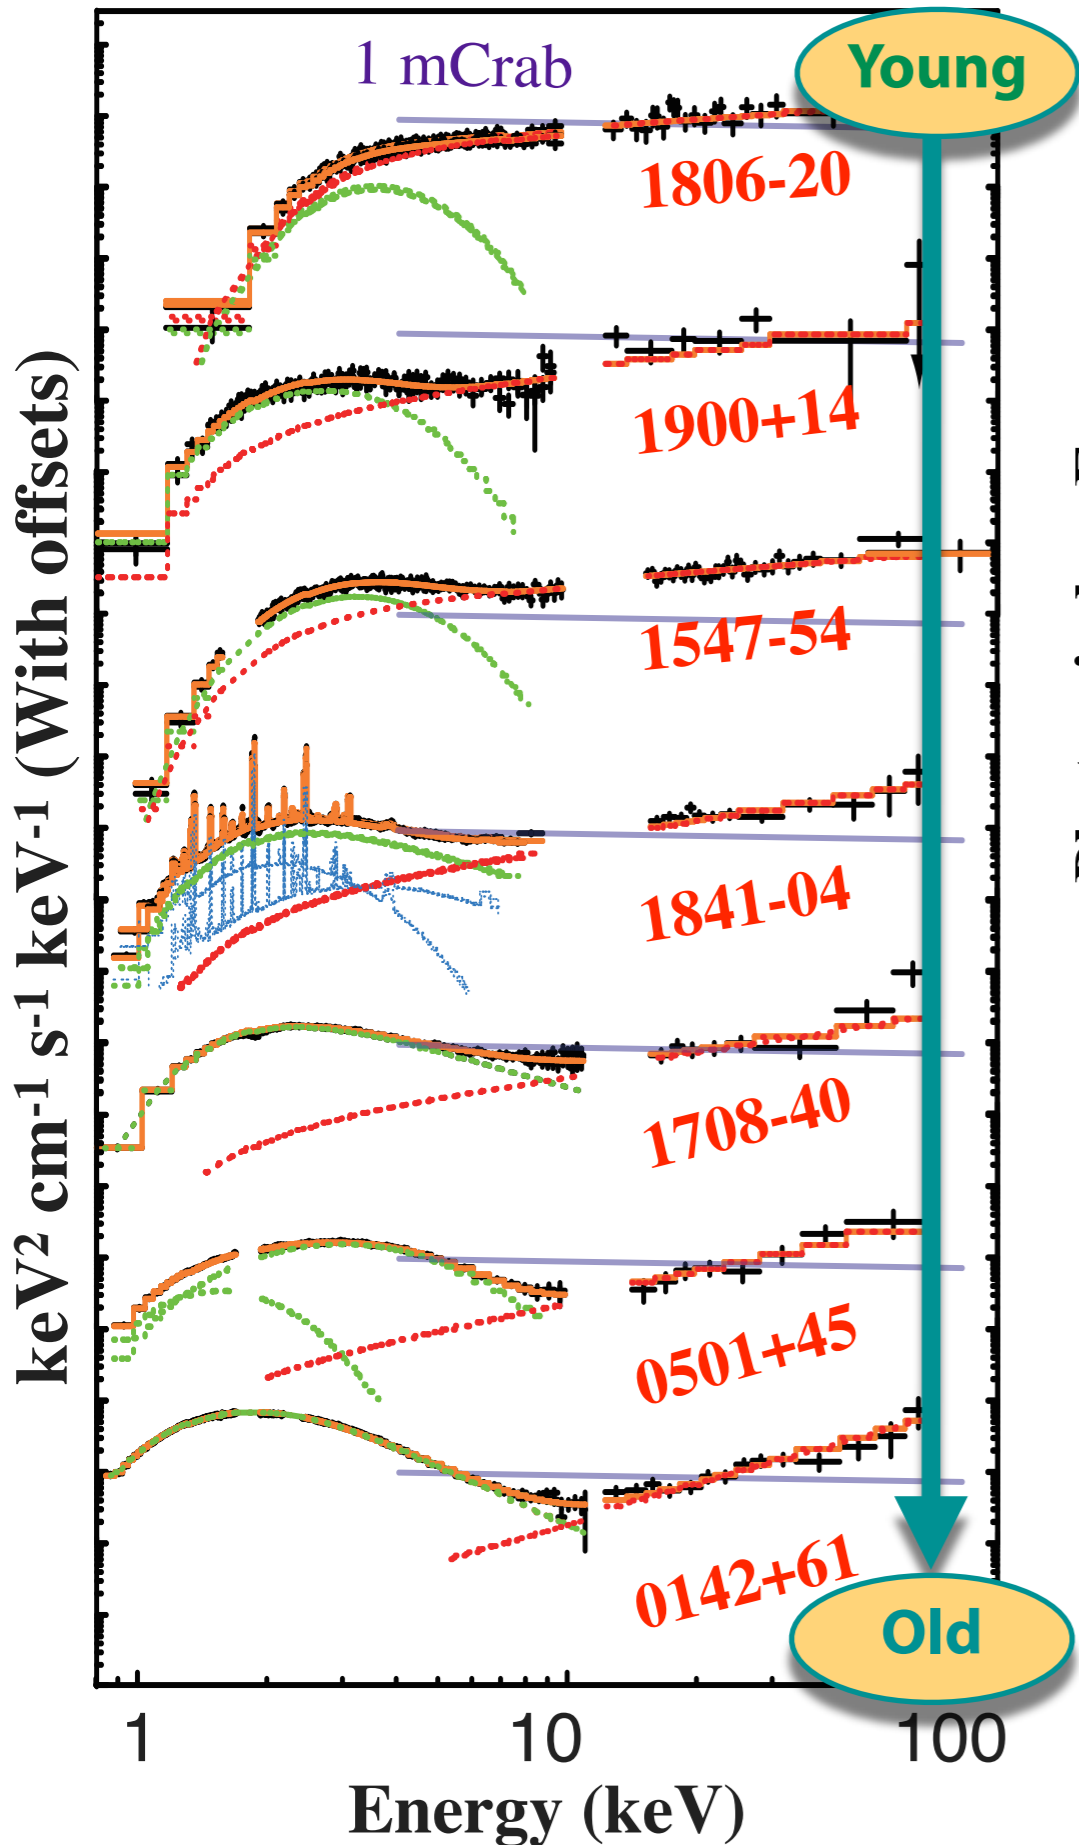 Young
1 mCrab
1806-20
1900+14
1547-54
1841-04
1708-40
0501+45
0142+61
Old
keV² cm⁻¹ s⁻¹ keV⁻¹ (With offsets)
1 10 100
Energy (keV)